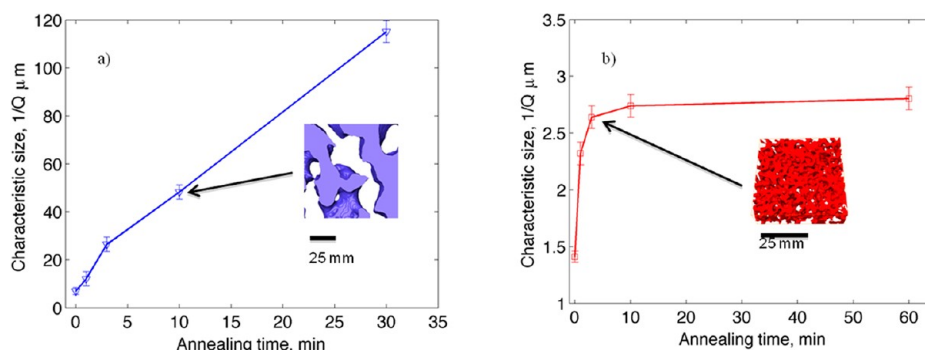 120
100
80
60
40
20
0
Characteristic size, 1/Q μm
a)
25 mm
0 5 10 15 20 25 30 35
Annealing time, min
3.5
3
2.5
2
1.5
1
Characteristic size, 1/Q μm
b)
25 mm
0 10 20 30 40 50 60
Annealing time, min